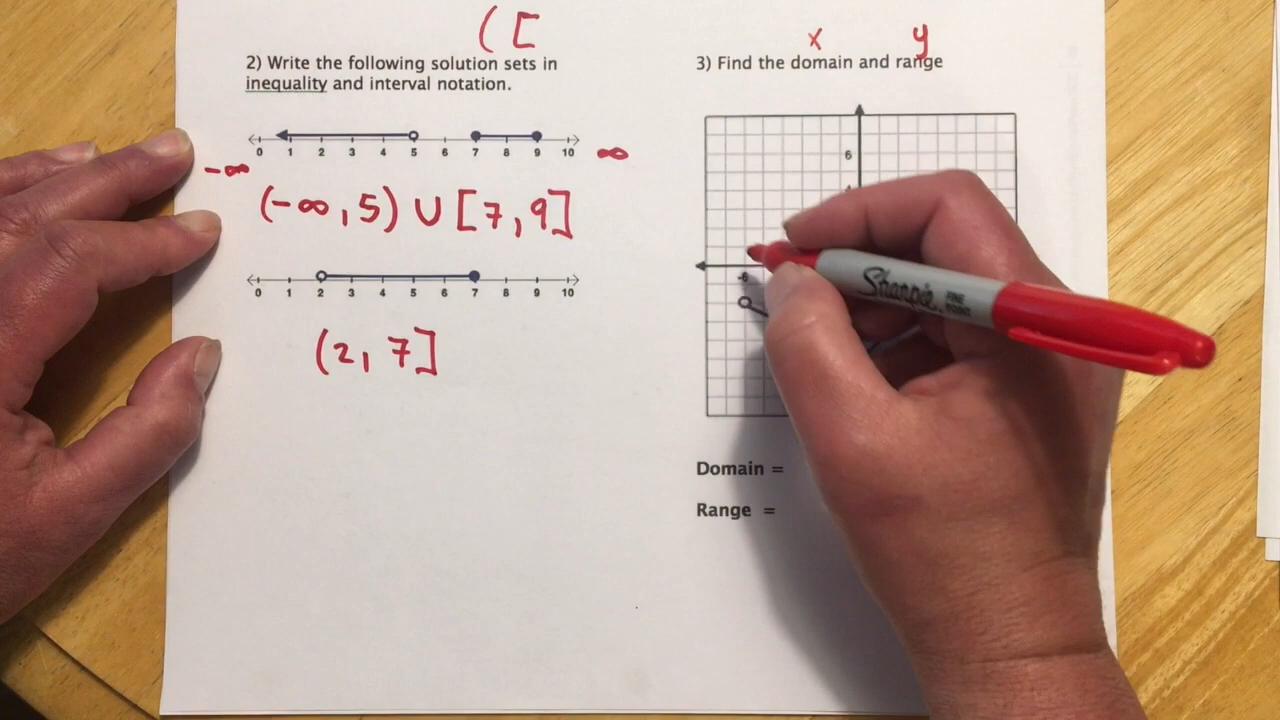 ( [
2) Write the following solution sets in
inequality and interval notation.
0 1 2 3 4 5 6 7 8 9 10
-∞ ∞
(-∞, 5) ∪ [7, 9]
0 1 2 3 4 5 6 7 8 9 10
(2, 7]
x y
3) Find the domain and range
6
-6
Domain =
Range =
Sharpie.
FINE
POINT